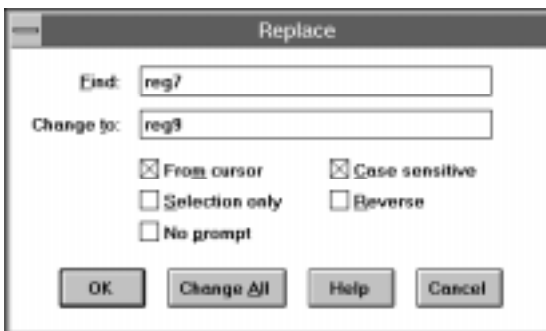 Replace
Find: reg7
Change to: reg9
From cursor Case sensitive
Selection only Reverse
No prompt
OK Change All Help Cancel